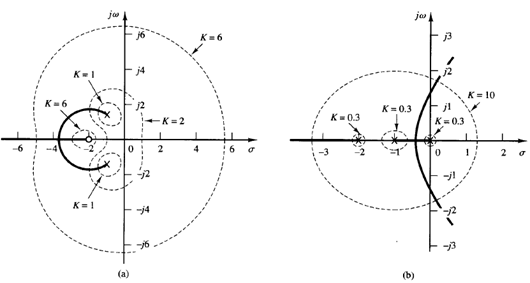 jω
j6
K = 6
j4
K = 1
K = 6
j2
K = 2
-6
-4
-2
0
2
4
6
σ
-j2
K = 1
-j4
-j6
(a)
jω
j3
j2
K = 10
j1
K = 0.3
K = 0.3
K = 0.3
-3
-2
-1
0
1
2
σ
-j1
-j2
-j3
(b)